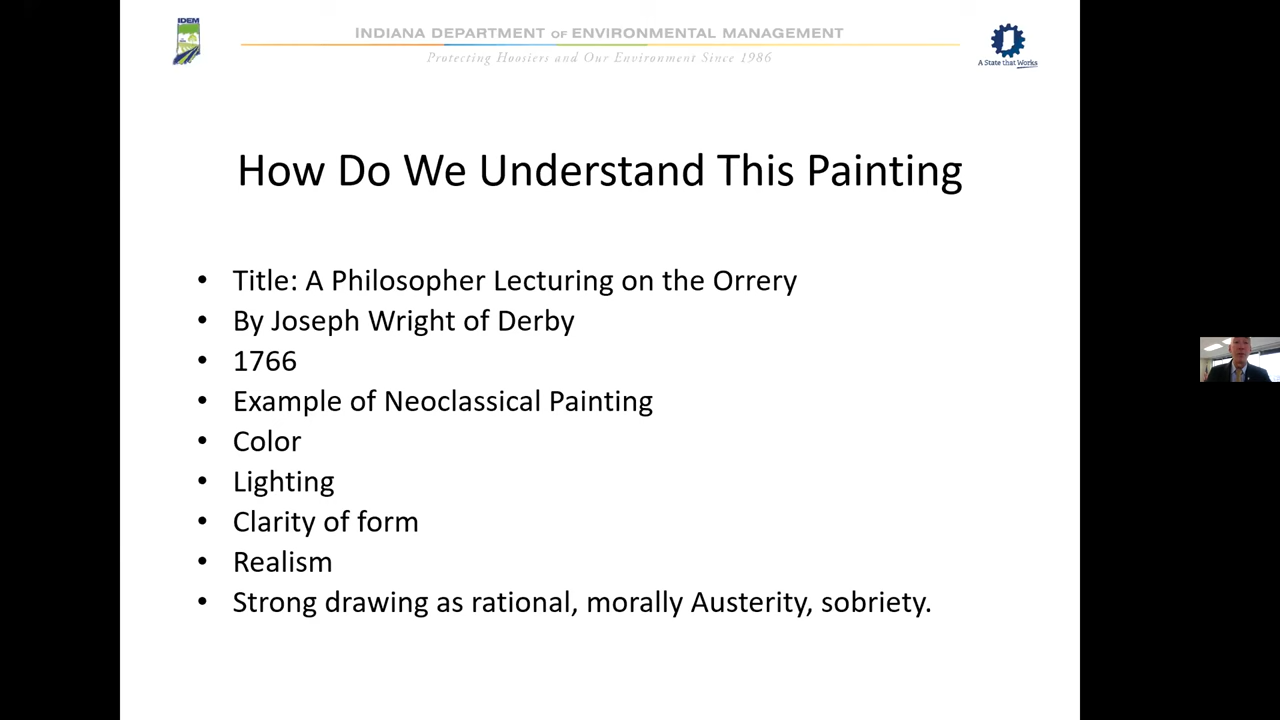 IDEM
INDIANA DEPARTMENT OF ENVIRONMENTAL MANAGEMENT
Protecting Hoosiers and Our Environment Since 1986
A State that Works
How Do We Understand This Painting
• Title: A Philosopher Lecturing on the Orrery
• By Joseph Wright of Derby
• 1766
• Example of Neoclassical Painting
• Color
• Lighting
• Clarity of form
• Realism
• Strong drawing as rational, morally Austerity, sobriety.